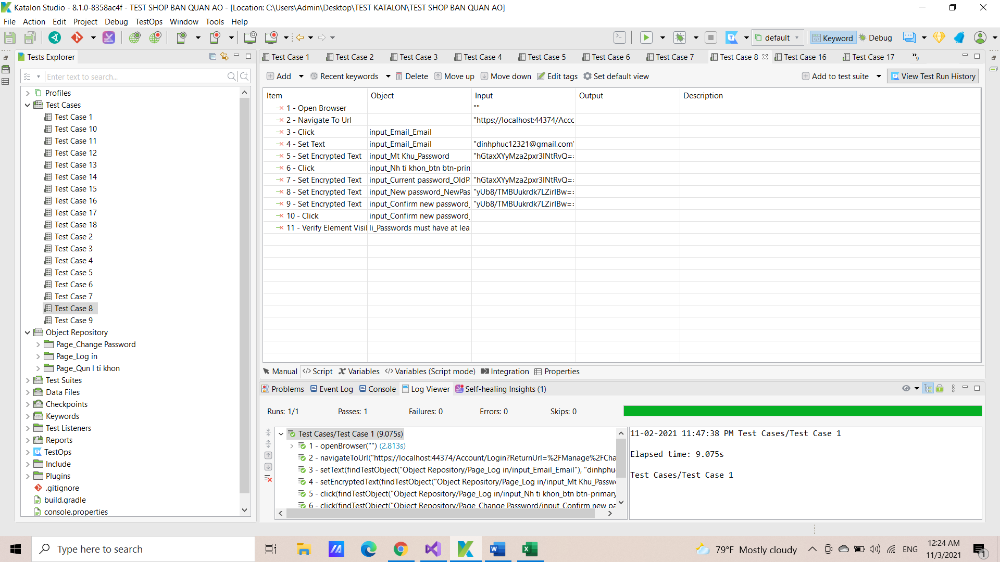 Katalon Studio - 8.1.0-8358ac4f - TEST SHOP BAN QUAN AO - [Location: C:\Users\Admin\Desktop\TEST KATALON\TEST SHOP BAN QUAN AO]
File Action Edit Project Debug TestOps Window Tools Help
default Keyword Debug
Tests Explorer
Test Case 1 Test Case 2 Test Case 3 Test Case 4 Test Case 5 Test Case 6 Test Case 7 Test Case 8 Test Case 16 Test Case 17 »9
Enter text to search...
Add Recent keywords Delete Move up Move down Edit tags Set default view Add to test suite View Test Run History
Profiles
Test Cases
Test Case 1
Test Case 10
Test Case 11
Test Case 12
Test Case 13
Test Case 14
Test Case 15
Test Case 16
Test Case 17
Test Case 18
Test Case 2
Test Case 3
Test Case 4
Test Case 5
Test Case 6
Test Case 7
Test Case 8
Test Case 9
Object Repository
Page_Change Password
Page_Log in
Page_Qun l ti khon
Test Suites
Data Files
Checkpoints
Keywords
Test Listeners
Reports
TestOps
Include
Plugins
.gitignore
build.gradle
console.properties
Item Object Input Output Description
1 - Open Browser ""
2 - Navigate To Url "https://localhost:44374/Accc
3 - Click input_Email_Email
4 - Set Text input_Email_Email "dinhphuc12321@gmail.com"
5 - Set Encrypted Text input_Mt Khu_Password "hGtaxXYyMza2pxr3lNtRvQ==
6 - Click input_Nh ti khon_btn btn-prin
7 - Set Encrypted Text input_Current password_OldP "hGtaxXYyMza2pxr3lNtRvQ==
8 - Set Encrypted Text input_New password_NewPas "yUb8/TMBUukrdk7LZirIBw==
9 - Set Encrypted Text input_Confirm new password_ "yUb8/TMBUukrdk7LZirIBw==
10 - Click input_Confirm new password_
11 - Verify Element Visil li_Passwords must have at lea
Manual Script Variables Variables (Script mode) Integration Properties
Problems Event Log Console Log Viewer Self-healing Insights (1)
Runs: 1/1 Passes: 1 Failures: 0 Errors: 0 Skips: 0
Test Cases/Test Case 1 (9.075s)
1 - openBrowser("") (2.813s)
2 - navigateToUrl("https://localhost:44374/Account/Login?ReturnUrl=%2FManage%2FCha
3 - setText(findTestObject("Object Repository/Page_Log in/input_Email_Email"), "dinhphu
4 - setEncryptedText(findTestObject("Object Repository/Page_Log in/input_Mt Khu_Passw
5 - click(findTestObject("Object Repository/Page_Log in/input_Nh ti khon_btn btn-primary
6 - click(findTestObject("Object Repository/Page_Change Password/input_Confirm new pa
11-02-2021 11:47:38 PM Test Cases/Test Case 1
Elapsed time: 9.075s
Test Cases/Test Case 1
Type here to search
79°F Mostly cloudy
ENG
12:24 AM
11/3/2021
1